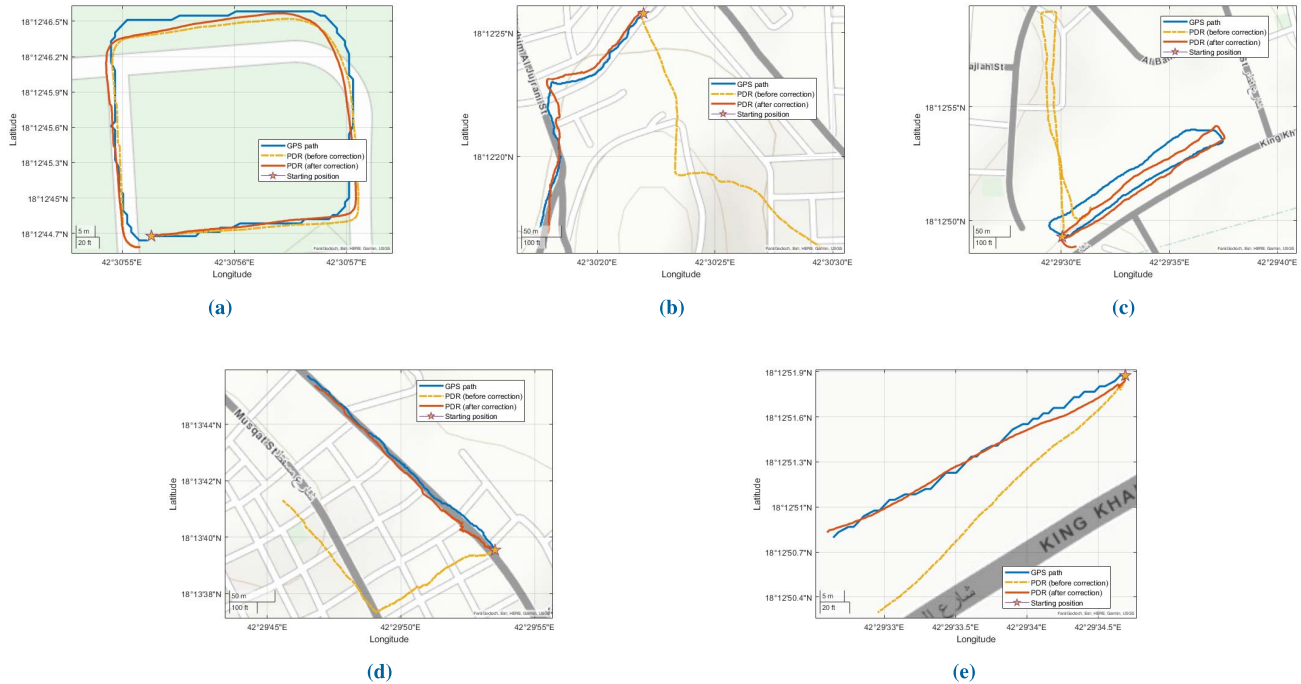 18°12'46.5"N
18°12'46.2"N
18°12'45.9"N
18°12'45.6"N
18°12'45.3"N
18°12'45"N
18°12'44.7"N
Latitude
GPS path
PDR (before correction)
PDR (after correction)
Starting position
5 m
20 ft
42°30'55"E
42°30'56"E
42°30'57"E
Longitude
(a)
18°12'25"N
18°12'20"N
Latitude
Al Jujrani St
GPS path
PDR (before correction)
PDR (after correction)
Starting position
50 m
100 ft
42°30'20"E
42°30'25"E
42°30'30"E
Longitude
(b)
18°12'55"N
18°12'50"N
Latitude
ajlah St
King Kh
GPS path
PDR (before correction)
PDR (after correction)
Starting position
50 m
100 ft
42°29'30"E
42°29'35"E
42°29'40"E
Longitude
(c)
18°13'44"N
18°13'42"N
18°13'40"N
18°13'38"N
Latitude
Musqat St
GPS path
PDR (before correction)
PDR (after correction)
Starting position
50 m
100 ft
42°29'45"E
42°29'50"E
42°29'55"E
Longitude
(d)
18°12'51.9"N
18°12'51.6"N
18°12'51.3"N
18°12'51"N
18°12'50.7"N
18°12'50.4"N
Latitude
KING KHA
شارع ال
GPS path
PDR (before correction)
PDR (after correction)
Starting position
5 m
20 ft
42°29'33"E
42°29'33.5"E
42°29'34"E
42°29'34.5"E
Longitude
(e)